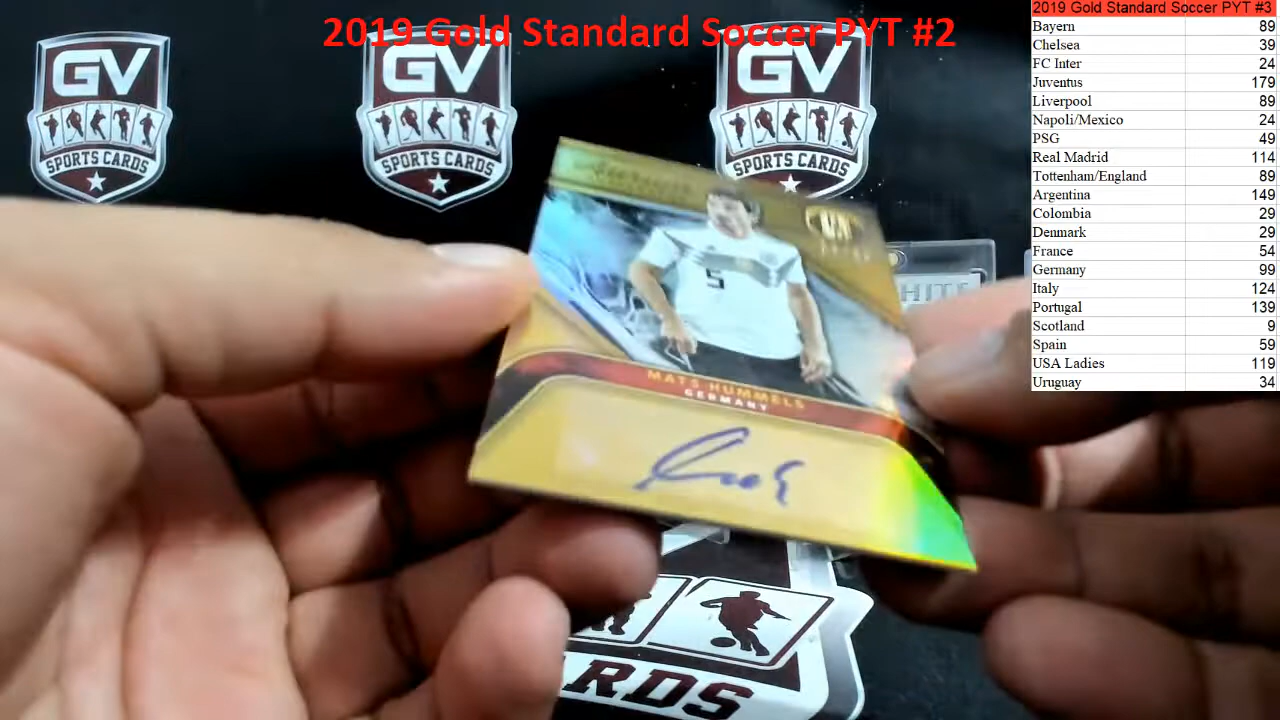 2019 Gold Standard Soccer PYT #2
2019 Gold Standard Soccer PYT #3
Bayern 89
Chelsea 39
FC Inter 24
Juventus 179
Liverpool 89
Napoli/Mexico 24
PSG 49
Real Madrid 114
Tottenham/England 89
Argentina 149
Colombia 29
Denmark 29
France 54
Germany 99
Italy 124
Portugal 139
Scotland 9
Spain 59
USA Ladies 119
Uruguay 34
GV
SPORTS CARDS
GV
SPORTS CARDS
GV
SPORTS CARDS
5
MATS HUMMELS
GERMANY
RDS